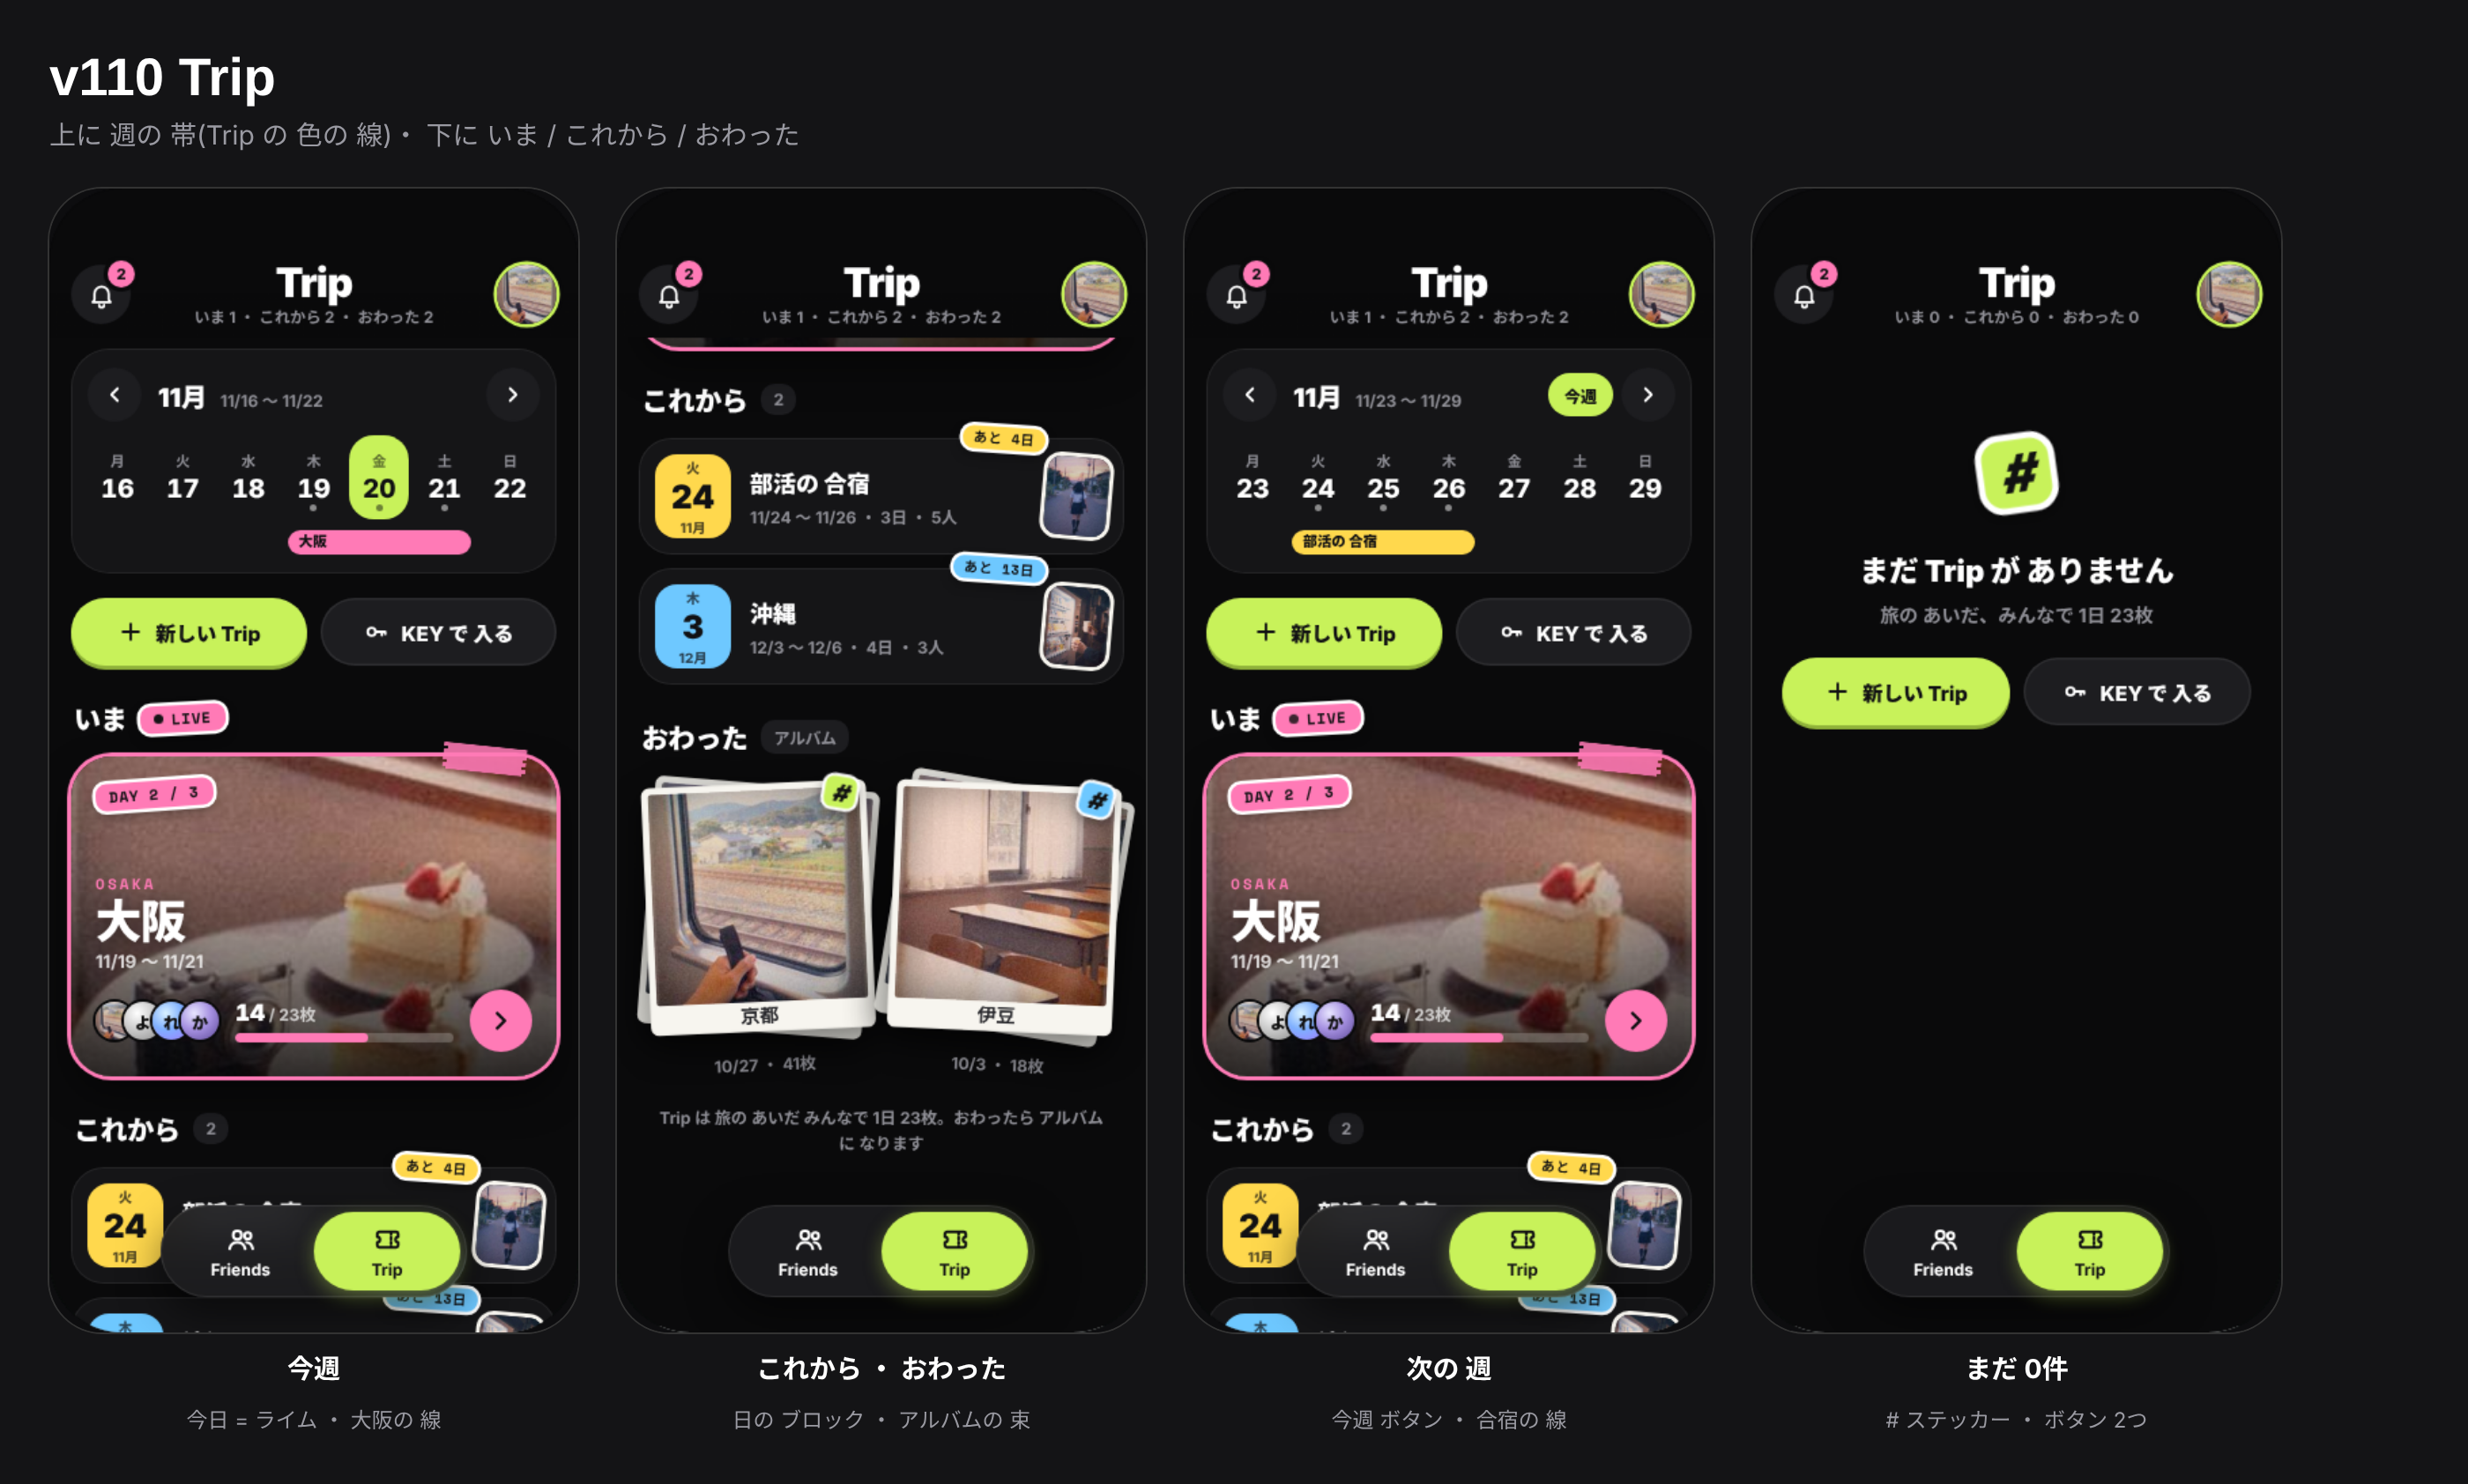 v110 Trip
上に 週の 帯(Trip の 色の 線)・ 下に いま / これから / おわった
2
Trip
いま 1 ・ これから 2 ・ おわった 2
11月 11/16 〜 11/22
月 火 水 木 金 土 日
16 17 18 19 20 21 22
大阪
+ 新しい Trip
KEY で 入る
いま
LIVE
DAY 2 / 3
OSAKA
大阪
11/19 〜 11/21
よ れ か
14 / 23枚
これから 2
あと 4日
火
24
11月
Friends
Trip
あと 13日
木
今週
今日 = ライム ・ 大阪の 線
2
Trip
いま 1 ・ これから 2 ・ おわった 2
これから 2
あと 4日
火
24
11月
部活の 合宿
11/24 〜 11/26 ・ 3日 ・ 5人
あと 13日
木
3
12月
沖縄
12/3 〜 12/6 ・ 4日 ・ 3人
おわった アルバム
#
京都
10/27 ・ 41枚
#
伊豆
10/3 ・ 18枚
Trip は 旅の あいだ みんなで 1日 23枚。おわったら アルバム
に なります
Friends
Trip
これから ・ おわった
日の ブロック ・ アルバムの 束
2
Trip
いま 1 ・ これから 2 ・ おわった 2
11月 11/23 〜 11/29
今週
月 火 水 木 金 土 日
23 24 25 26 27 28 29
部活の 合宿
+ 新しい Trip
KEY で 入る
いま
LIVE
DAY 2 / 3
OSAKA
大阪
11/19 〜 11/21
よ れ か
14 / 23枚
これから 2
あと 4日
火
24
11月
Friends
Trip
あと 13日
木
次の 週
今週 ボタン ・ 合宿の 線
2
Trip
いま 0 ・ これから 0 ・ おわった 0
#
まだ Trip が ありません
旅の あいだ、みんなで 1日 23枚
+ 新しい Trip
KEY で 入る
Friends
Trip
まだ 0件
# ステッカー ・ ボタン 2つ